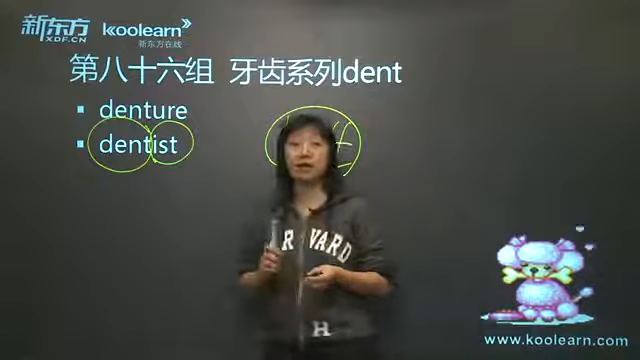 新东方 koolearn
XDF.CN 新东方在线
第八十六组 牙齿系列dent
denture
dentist
HARVARD
H
www.koolearn.com